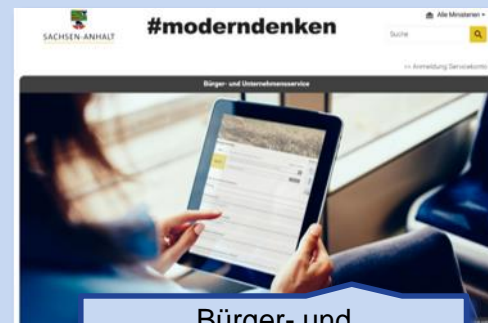 SACHSEN-ANHALT
#moderndenken
Alle Ministerien
Suche
Anmeldung Servicekonto
Bürger- und Unternehmensservice
Bürger- und